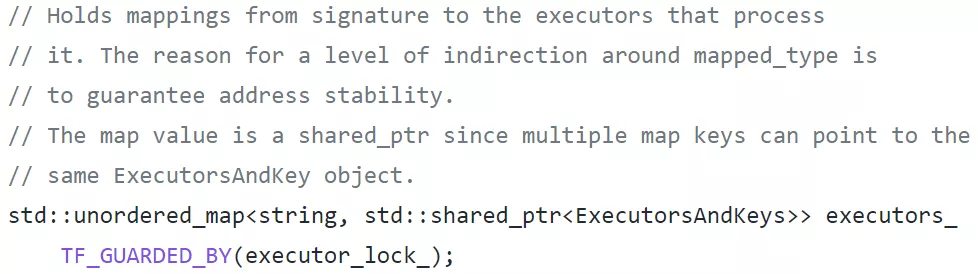 // Holds mappings from signature to the executors that process
// it. The reason for a level of indirection around mapped_type is
// to guarantee address stability.
// The map value is a shared_ptr since multiple map keys can point to the
// same ExecutorsAndKey object.
std::unordered_map<string, std::shared_ptr<ExecutorsAndKeys>> executors_
    TF_GUARDED_BY(executor_lock_);